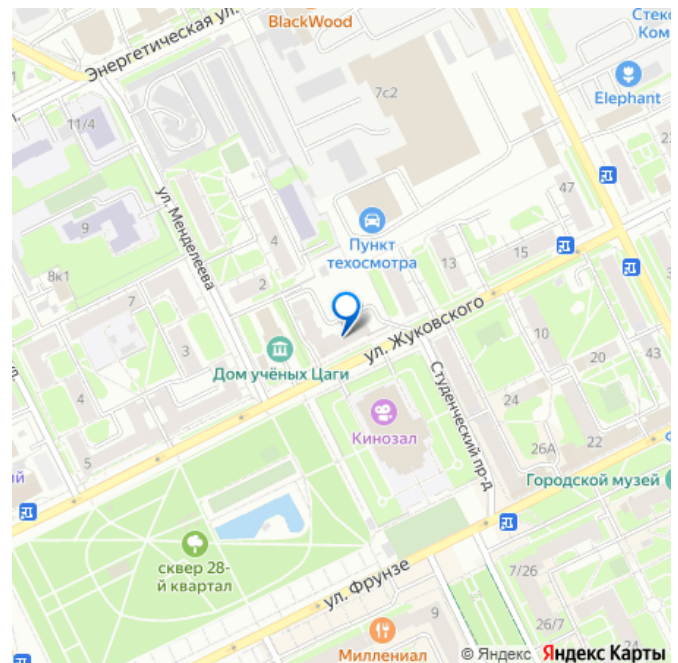 BlackWood
Стек
Ком
Энергетическая ул.
7с2
Elephant
11/4
47
ул. Менделеева
9
4
Пункт
техосмотра
15
13
8к1
2
7
ул. Жуковского
10
20
43
3
Дом учёных Цаги
Студенческий пр-д
4
24
Кинозал
26А
22
5
Городской музей
ий
сквер 28-
й квартал
ул. Фрунзе
7/26
9
26/7
Миллениал
© Яндекс Яндекс Карты